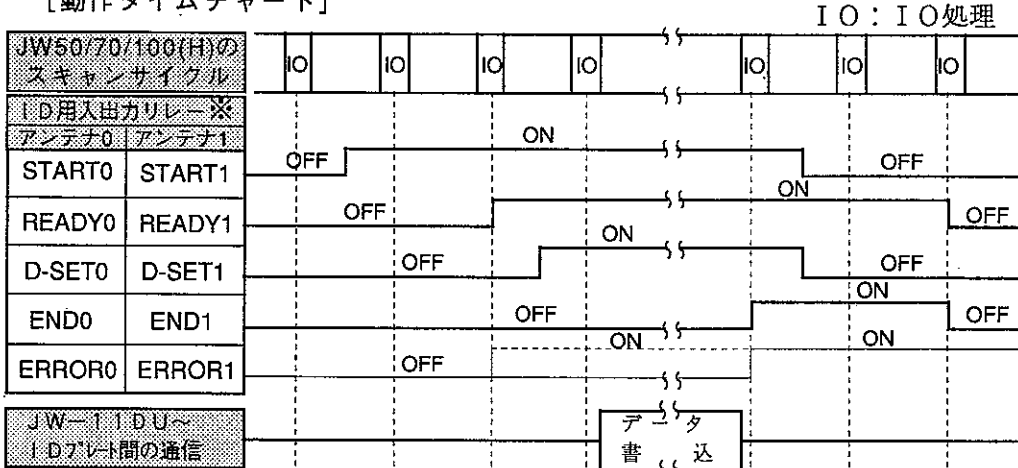 [動作タイムチャート]
IO：IO処理
JW50/70/100(H)の
スキャンサイクル
IO IO IO IO IO IO IO
ID用入出力リレー※
アンテナ0 アンテナ1
START0 START1 OFF ON OFF
READY0 READY1 OFF ON OFF
D-SET0 D-SET1 OFF ON OFF
END0 END1 OFF ON OFF
ERROR0 ERROR1 OFF ON ON
JW-11DU～
IDプレート間の通信
データ
書込